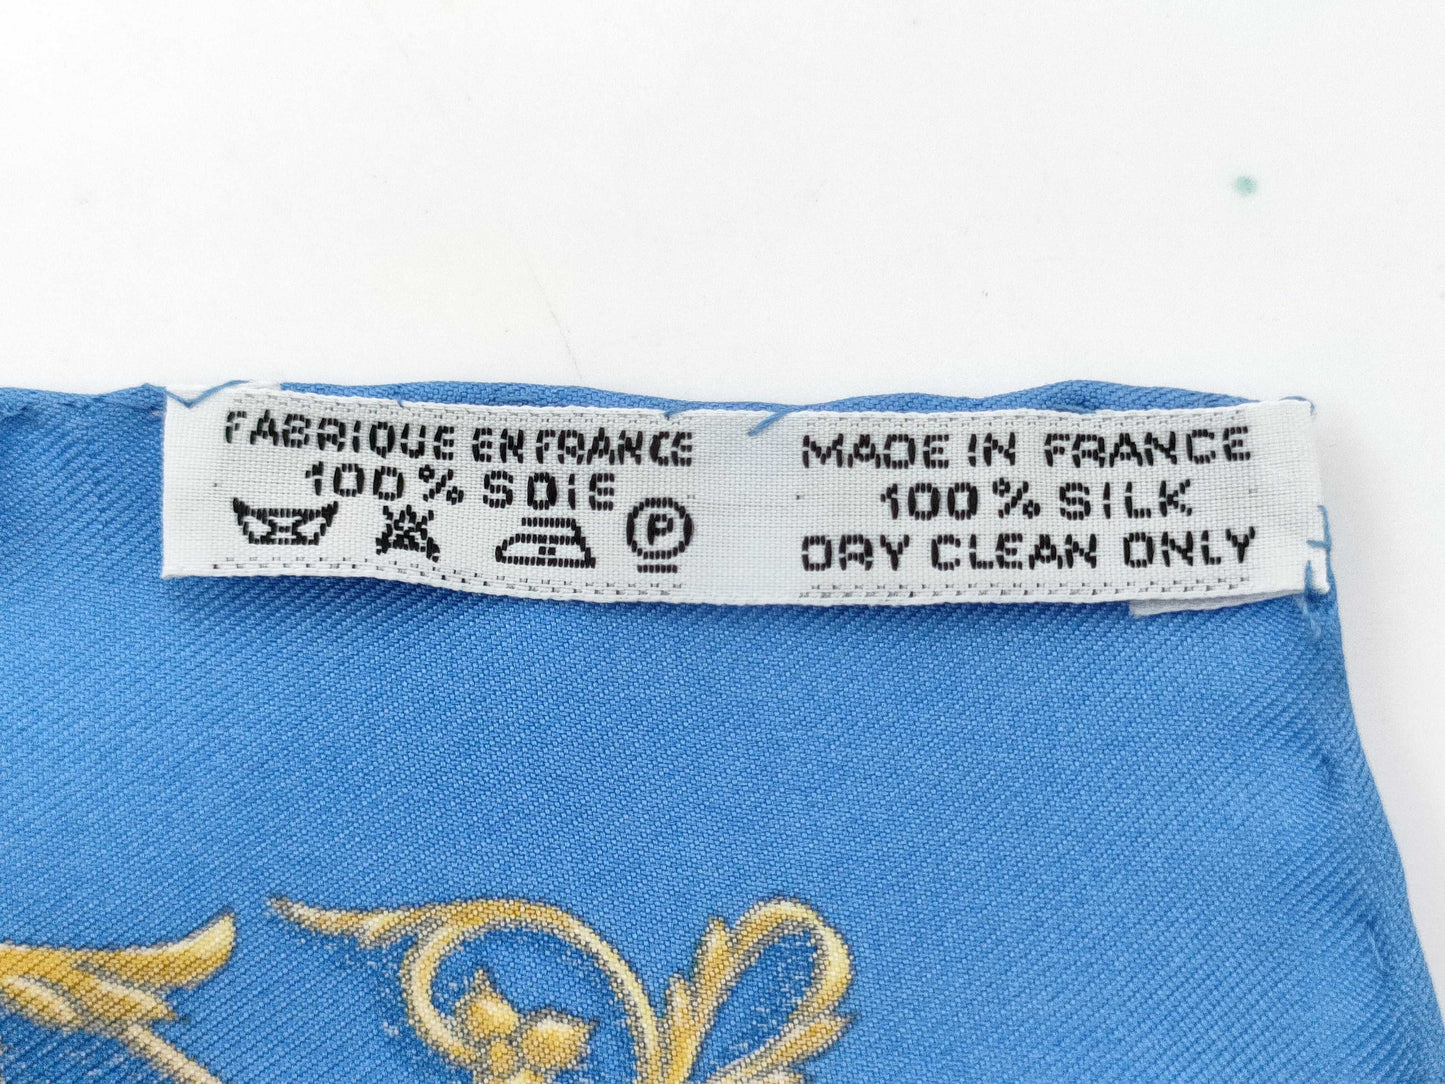 FABRIQUE EN FRANCE
100% SOIE
P
MADE IN FRANCE
100% SILK
DRY CLEAN ONLY